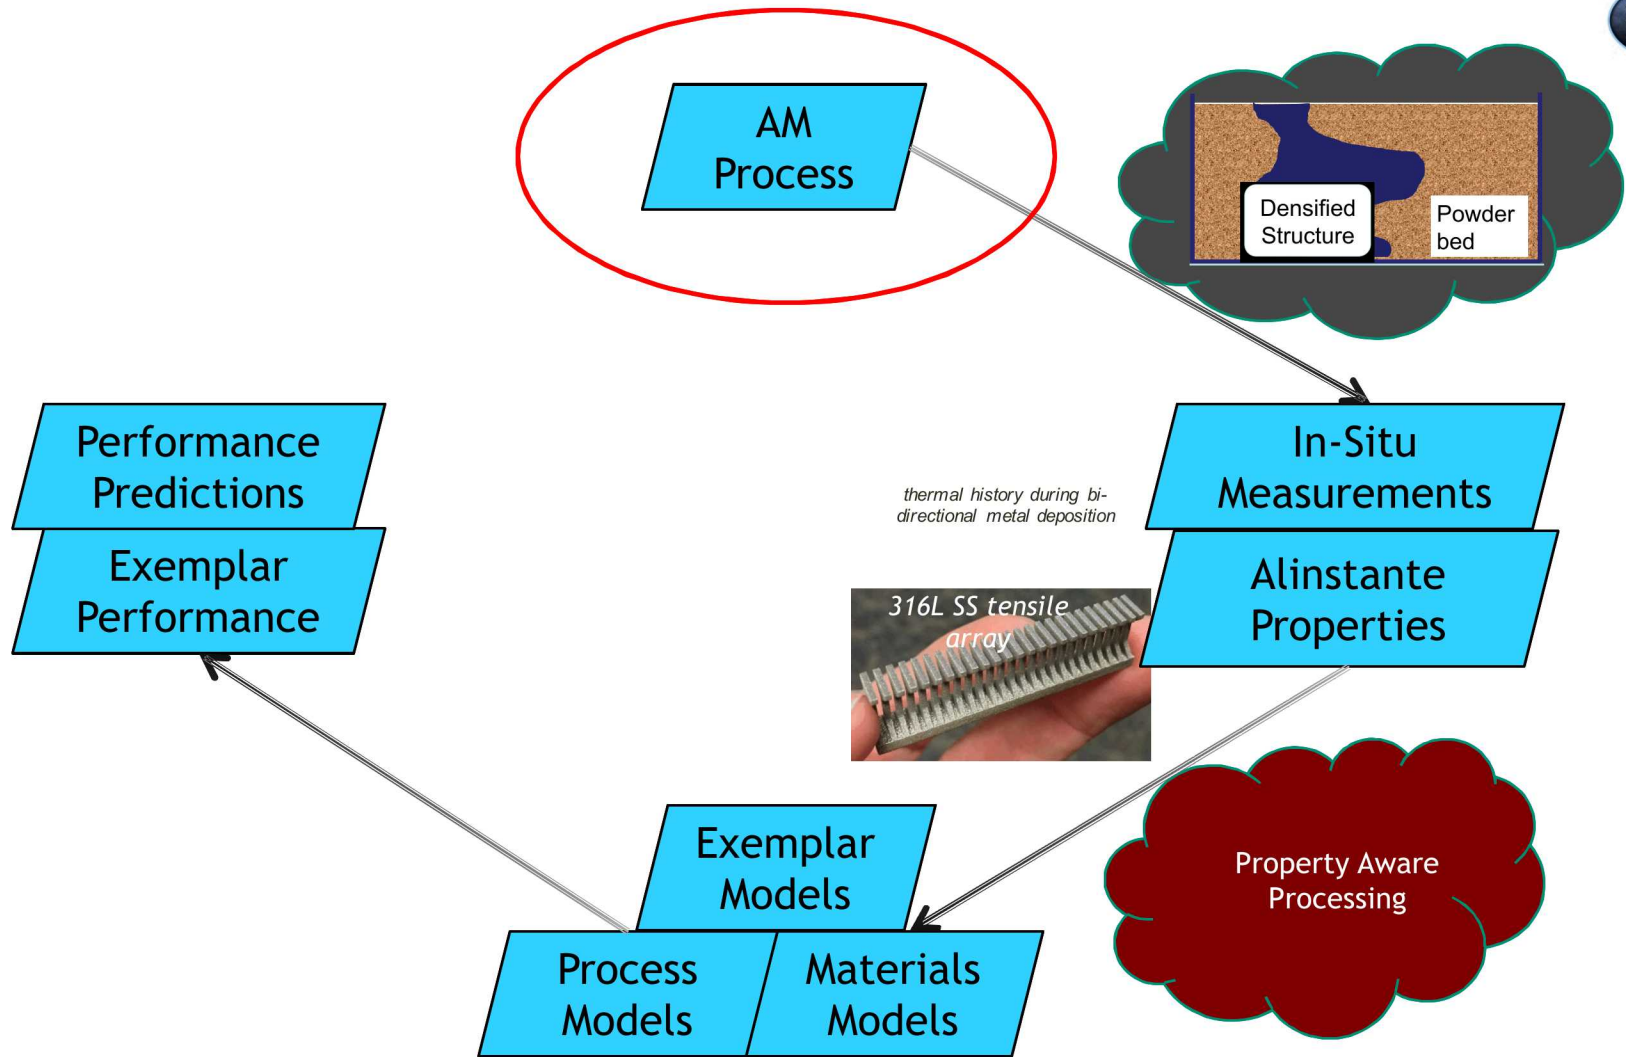 AM
Process
Densified
Structure
Powder
bed
Performance
Predictions
Exemplar
Performance
In-Situ
Measurements
Alinstante
Properties
thermal history during bi-
directional metal deposition
316L SS tensile
array
Exemplar
Models
Process
Models
Materials
Models
Property Aware
Processing